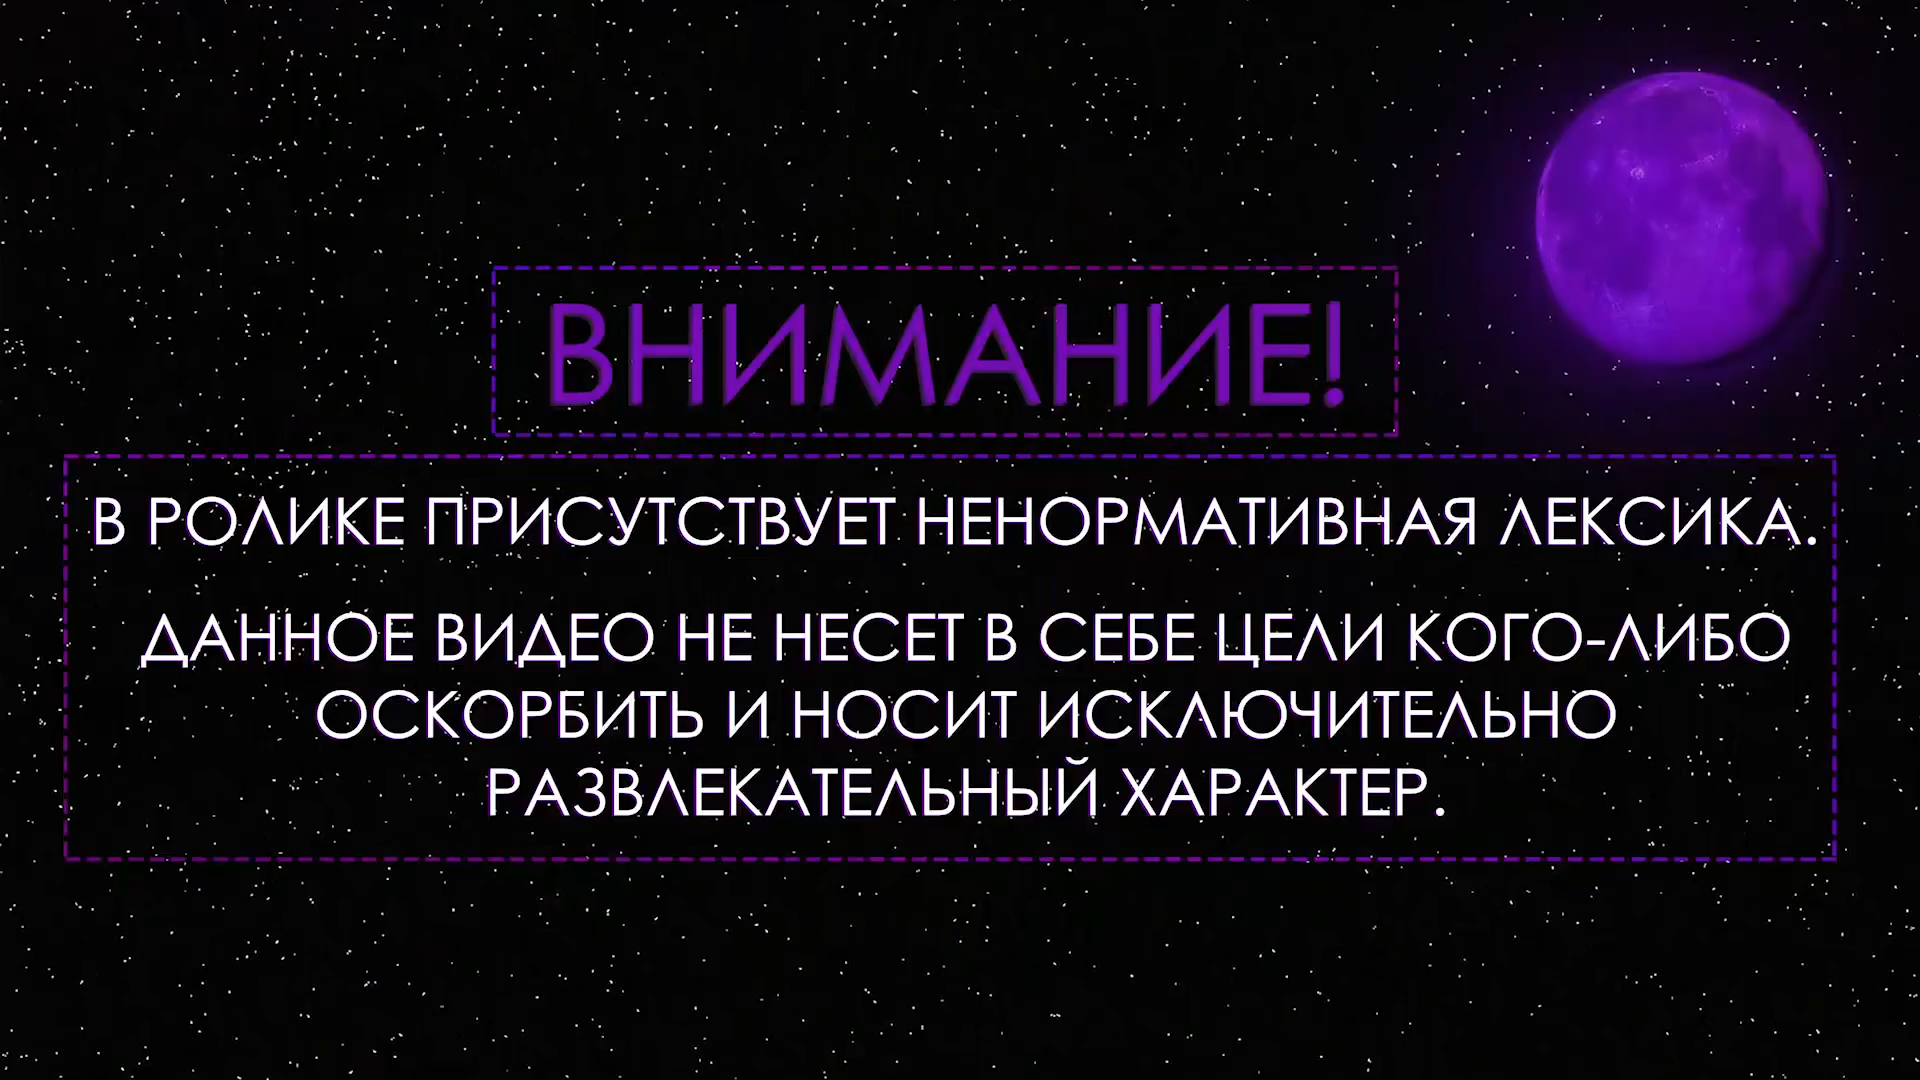 ВНИМАНИЕ!
В РОЛИКЕ ПРИСУТСТВУЕТ НЕНОРМАТИВНАЯ ЛЕКСИКА.
ДАННОЕ ВИДЕО НЕ НЕСЕТ В СЕБЕ ЦЕЛИ КОГО-ЛИБО
ОСКОРБИТЬ И НОСИТ ИСКЛЮЧИТЕЛЬНО
РАЗВЛЕКАТЕЛЬНЫЙ ХАРАКТЕР.